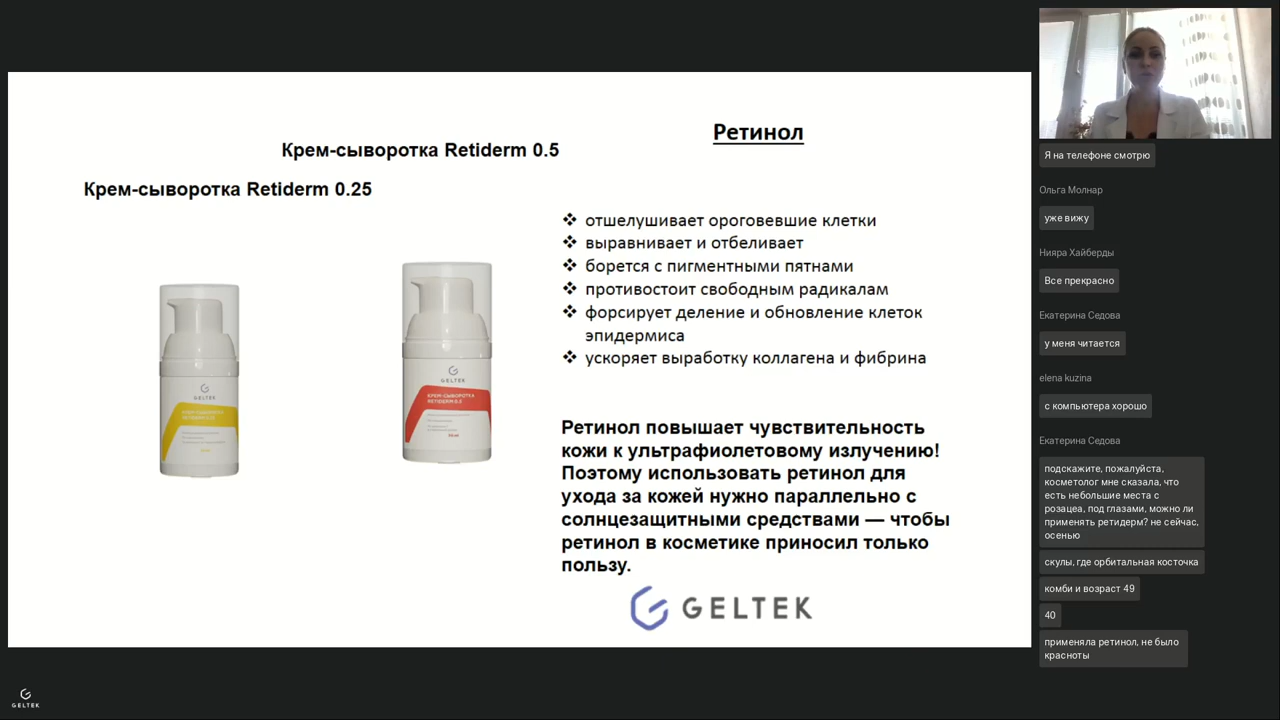 Крем-сыворотка Retiderm 0.5
Крем-сыворотка Retiderm 0.25
GELTEK
GELTEK
КРЕМ-СЫВОРОТКА
RETIDERM 0.5
Ретинол
❖ отшелушивает ороговевшие клетки
❖ выравнивает и отбеливает
❖ борется с пигментными пятнами
❖ противостоит свободным радикалам
❖ форсирует деление и обновление клеток
эпидермиса
❖ ускоряет выработку коллагена и фибрина
Ретинол повышает чувствительность
кожи к ультрафиолетовому излучению!
Поэтому использовать ретинол для
ухода за кожей нужно параллельно с
солнцезащитными средствами — чтобы
ретинол в косметике приносил только
пользу.
GELTEK
GELTEK
Я на телефоне смотрю
Ольга Молнар
уже вижу
Нияра Хайберды
Все прекрасно
Екатерина Седова
у меня читается
elena kuzina
с компьютера хорошо
Екатерина Седова
подскажите, пожалуйста,
косметолог мне сказала, что
есть небольшие места с
розацеа, под глазами, можно ли
применять ретидерм? не сейчас,
осенью
скулы, где орбитальная косточка
комби и возраст 49
40
применяла ретинол, не было
красноты